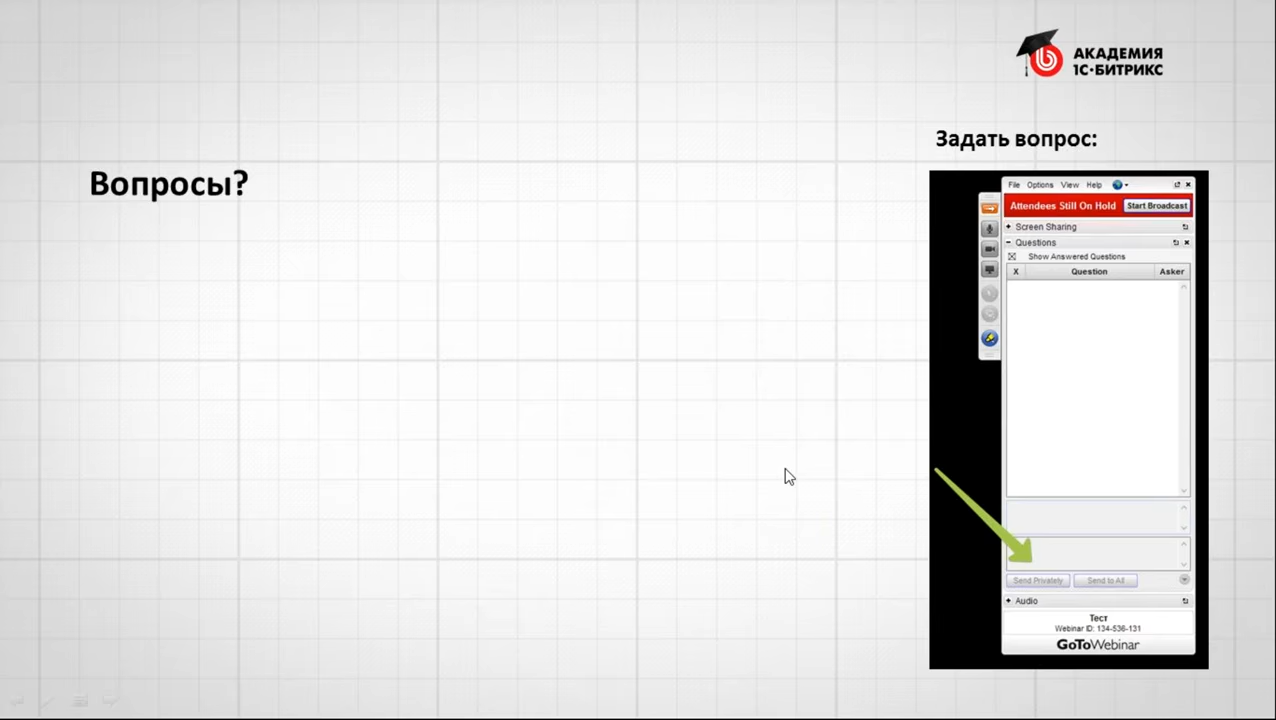 АКАДЕМИЯ
1С-БИТРИКС
Задать вопрос:
Вопросы?
File Options View Help
Attendees Still On Hold Start Broadcast
Screen Sharing
Questions
Show Answered Questions
X Question Asker
Send Privately Send to All
Audio
Тест
Webinar ID: 134-536-131
GoToWebinar